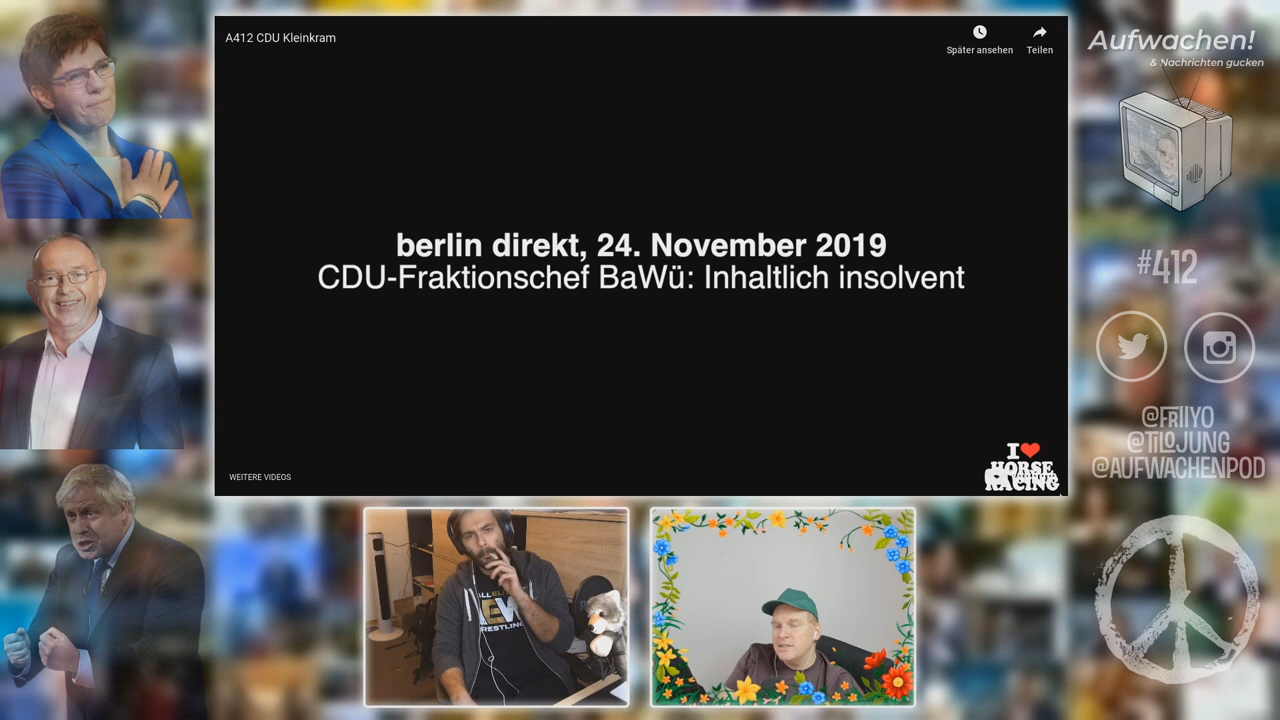 A412 CDU Kleinkram
Später ansehen
Teilen
Aufwachen!
& Nachrichten gucken
berlin direkt, 24. November 2019
CDU-Fraktionschef BaWü: Inhaltlich insolvent
#412
@FRIIYO
@TILOJUNG
@AUFWACHENPOD
WEITERE VIDEOS
I
HORSE
RACING